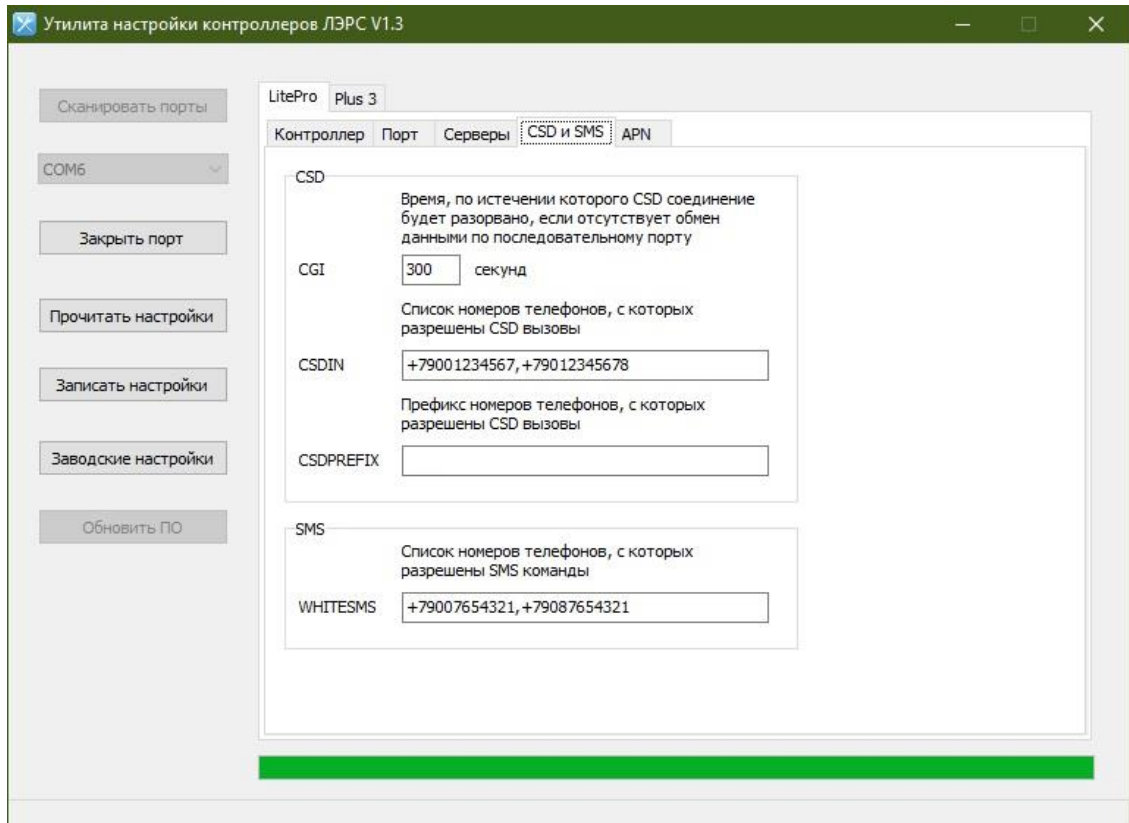 Утилита настройки контроллеров ЛЭРС V1.3
Сканировать порты
COM6
Закрыть порт
Прочитать настройки
Записать настройки
Заводские настройки
Обновить ПО
LitePro Plus 3
Контроллер Порт Серверы CSD и SMS APN
CSD
Время, по истечении которого CSD соединение
будет разорвано, если отсутствует обмен
данными по последовательному порту
CGI 300 секунд
Список номеров телефонов, с которых
разрешены CSD вызовы
CSDIN +79001234567,+79012345678
Префикс номеров телефонов, с которых
разрешены CSD вызовы
CSDPREFIX
SMS
Список номеров телефонов, с которых
разрешены SMS команды
WHITESMS +79007654321,+79087654321